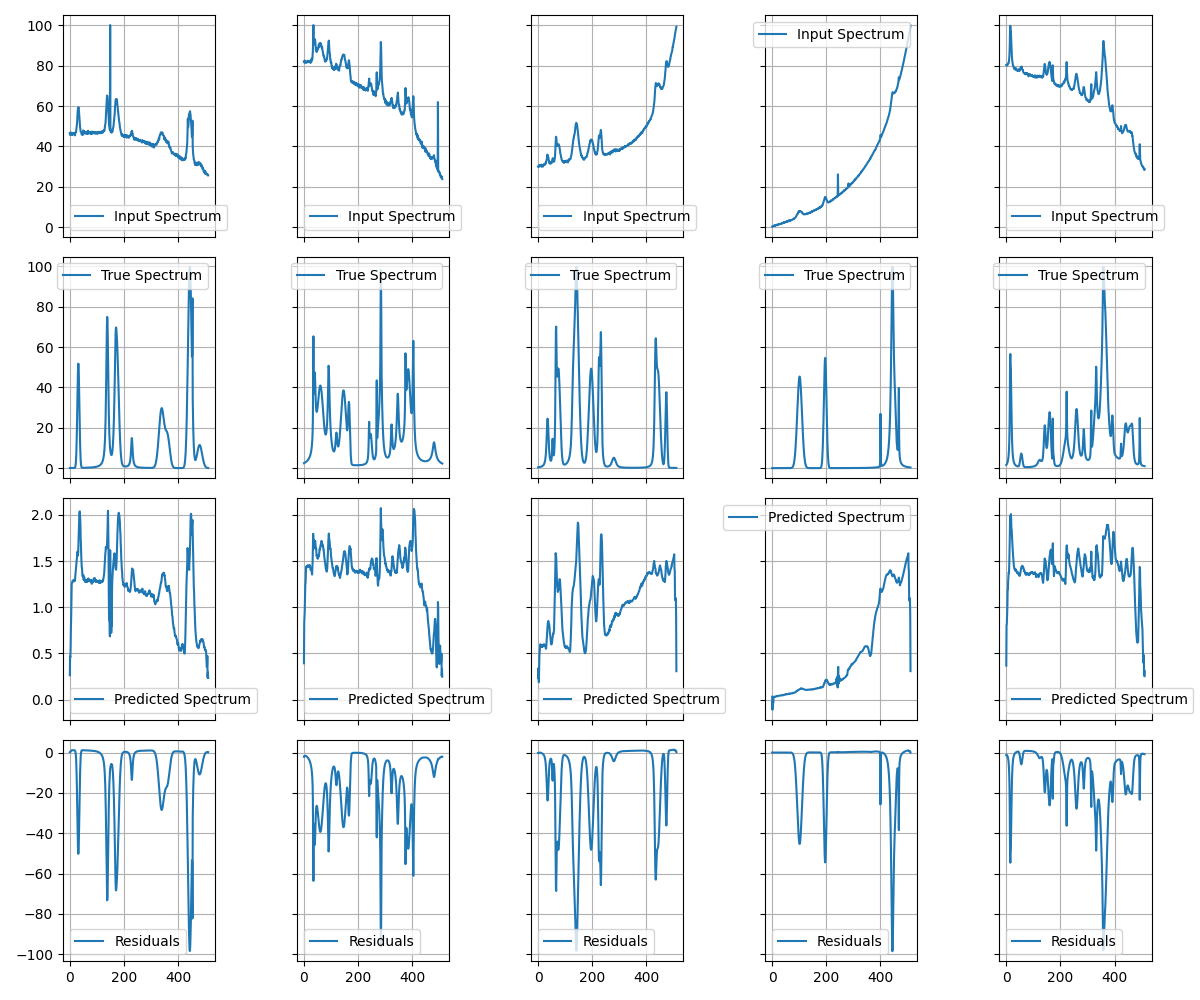 100
80
60
40
20
0
Input Spectrum
Input Spectrum
Input Spectrum
Input Spectrum
Input Spectrum
100
80
60
40
20
0
True Spectrum
True Spectrum
True Spectrum
True Spectrum
True Spectrum
2.0
1.5
1.0
0.5
0.0
Predicted Spectrum
Predicted Spectrum
Predicted Spectrum
Predicted Spectrum
Predicted Spectrum
0
−20
−40
−60
−80
−100
Residuals
Residuals
Residuals
Residuals
Residuals
0 200 400
0 200 400
0 200 400
0 200 400
0 200 400